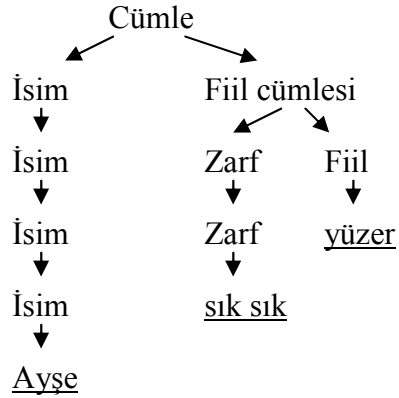 Cümle
İsim Fiil cümlesi
İsim Zarf Fiil
İsim Zarf yüzer
İsim sık sık
Ayşe